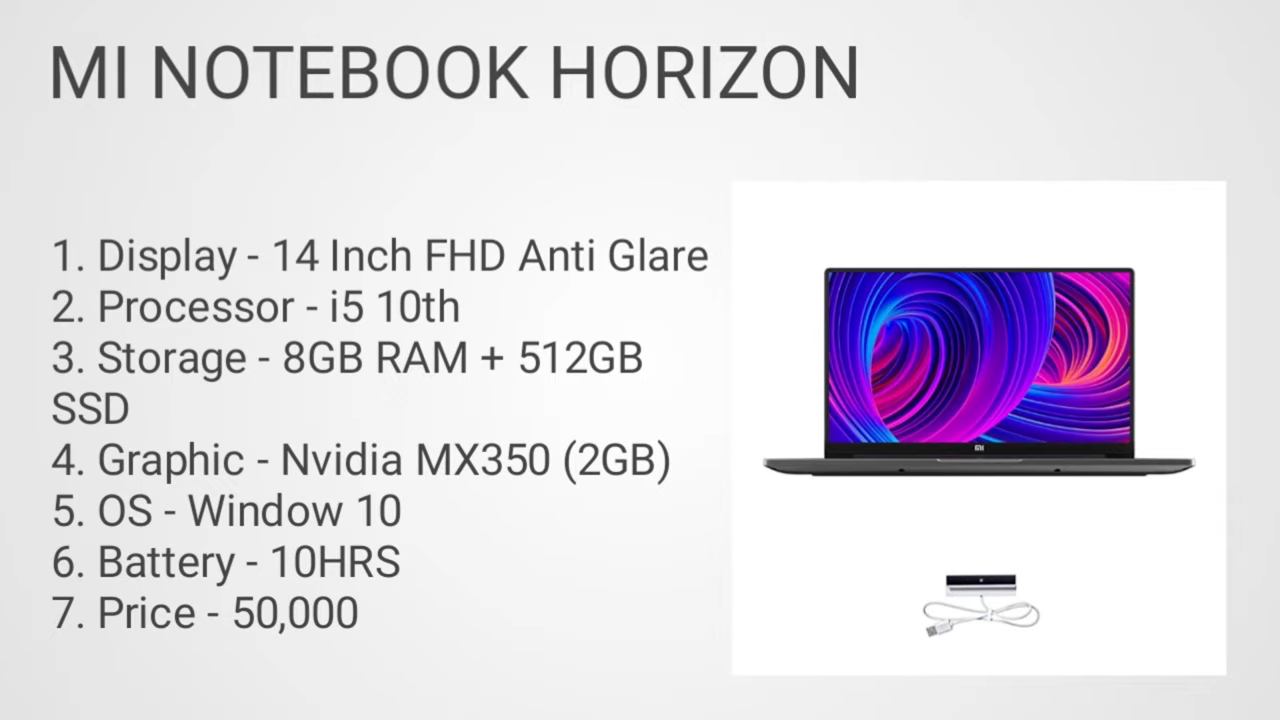 MI NOTEBOOK HORIZON
1. Display - 14 Inch FHD Anti Glare
2. Processor - i5 10th
3. Storage - 8GB RAM + 512GB
SSD
4. Graphic - Nvidia MX350 (2GB)
5. OS - Window 10
6. Battery - 10HRS
7. Price - 50,000
mi